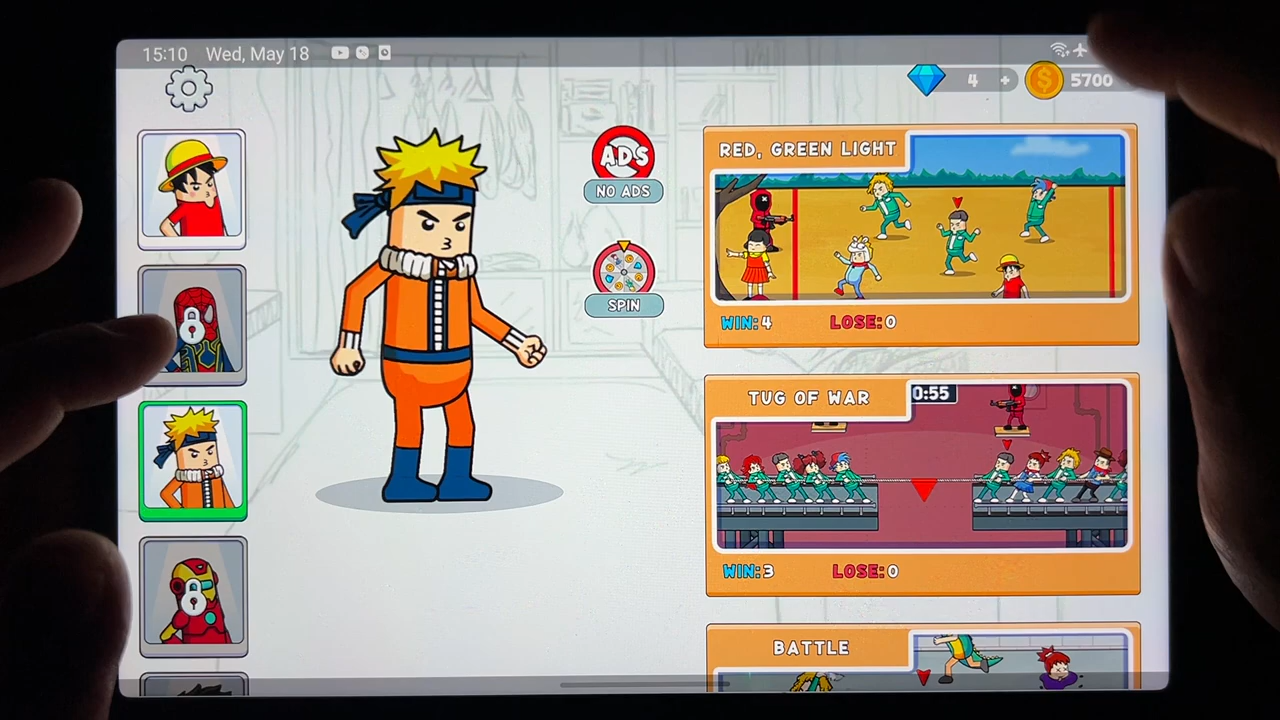 15:10 Wed, May 18
4 + $ 5700
ADS
NO ADS
SPIN
RED, GREEN LIGHT
WIN:4 LOSE:0
TUG OF WAR
0:55
WIN:3 LOSE:0
BATTLE